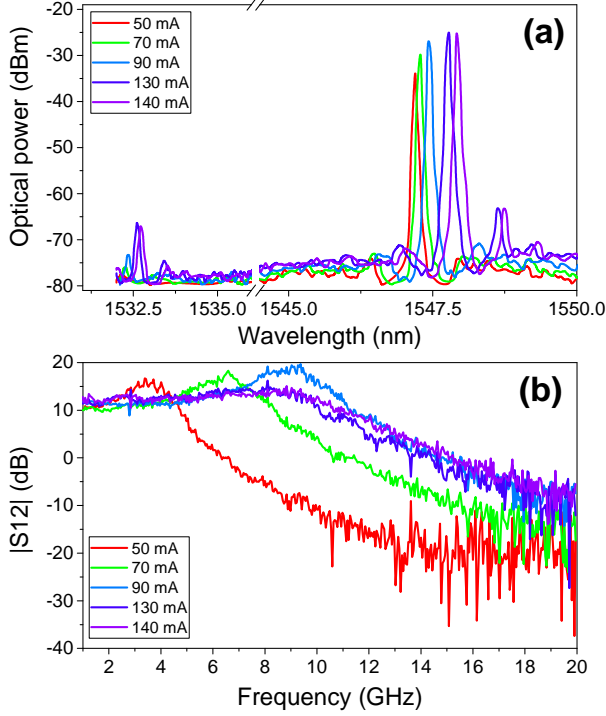 -20
-30
-40
-50
-60
-70
-80
Optical power (dBm)
50 mA
70 mA
90 mA
130 mA
140 mA
(a)
1532.5
1535.0
1545.0
1547.5
1550.0
Wavelength (nm)
20
10
0
-10
-20
-30
-40
|S12| (dB)
(b)
50 mA
70 mA
90 mA
130 mA
140 mA
2
4
6
8
10
12
14
16
18
20
Frequency (GHz)